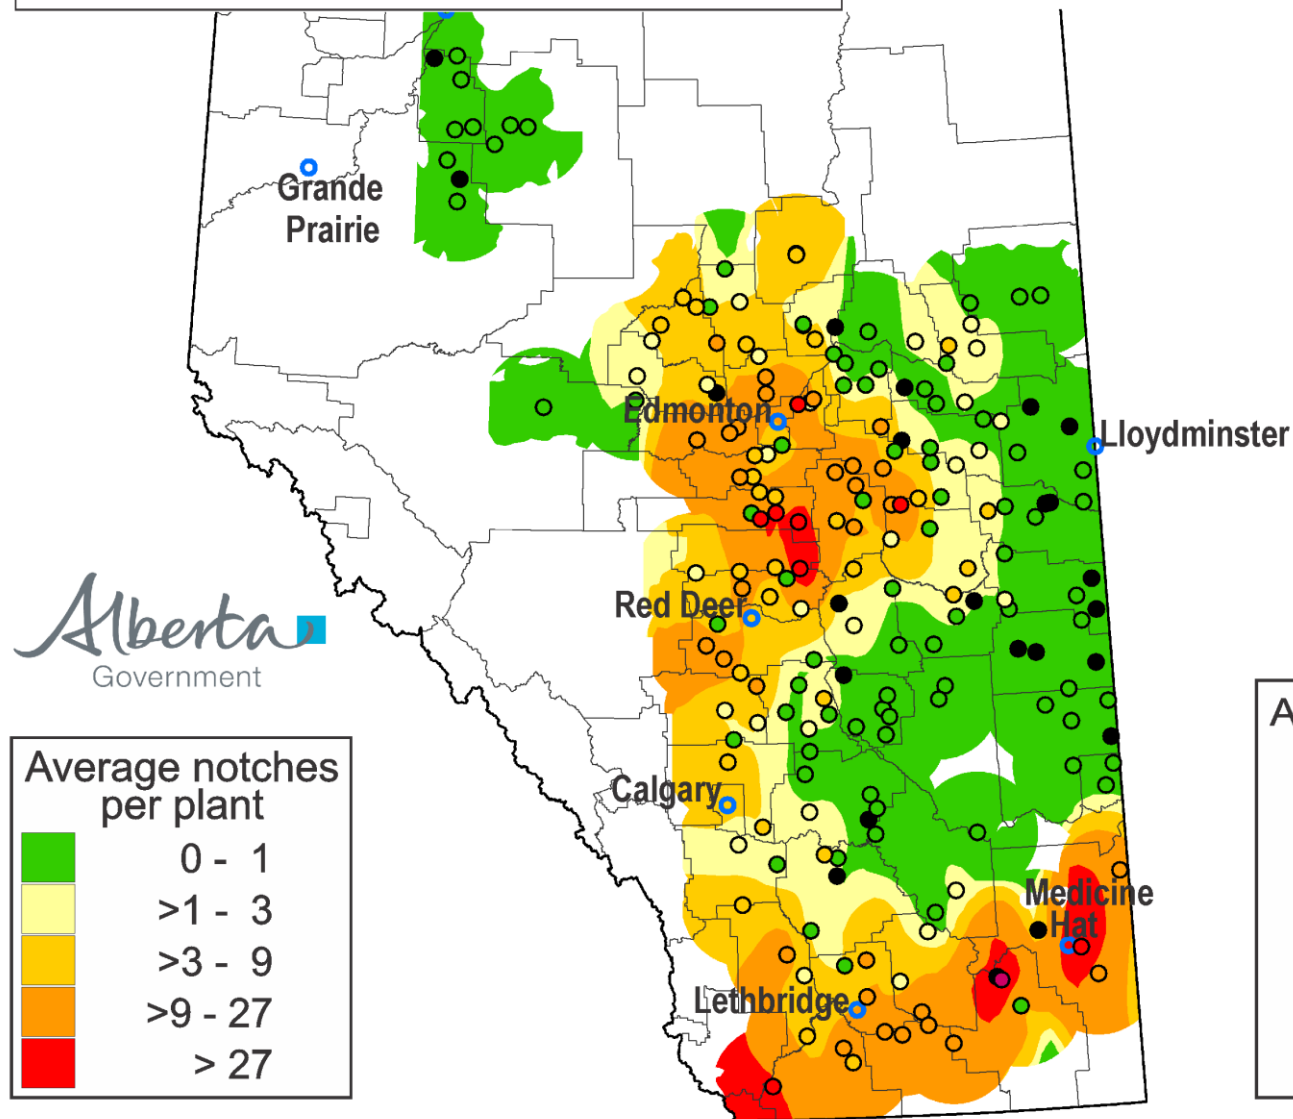 Grande
Prairie
Edmonton
Lloydminster
Red Deer
Alberta
Government
Calgary
Medicine
Hat
Lethbridge
Average notches
per plant
0 - 1
>1 - 3
>3 - 9
>9 - 27
> 27
A